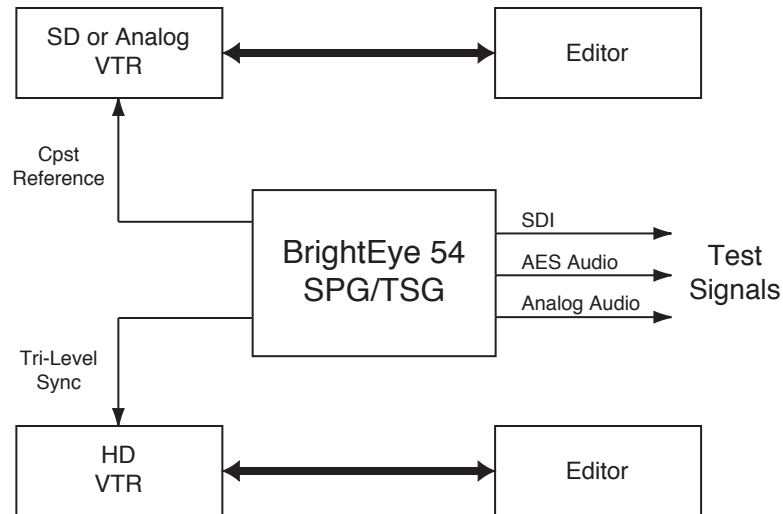 SD or Analog
VTR
Editor
Cpst
Reference
BrightEye 54
SPG/TSG
SDI
AES Audio
Analog Audio
Test
Signals
Tri-Level
Sync
HD
VTR
Editor